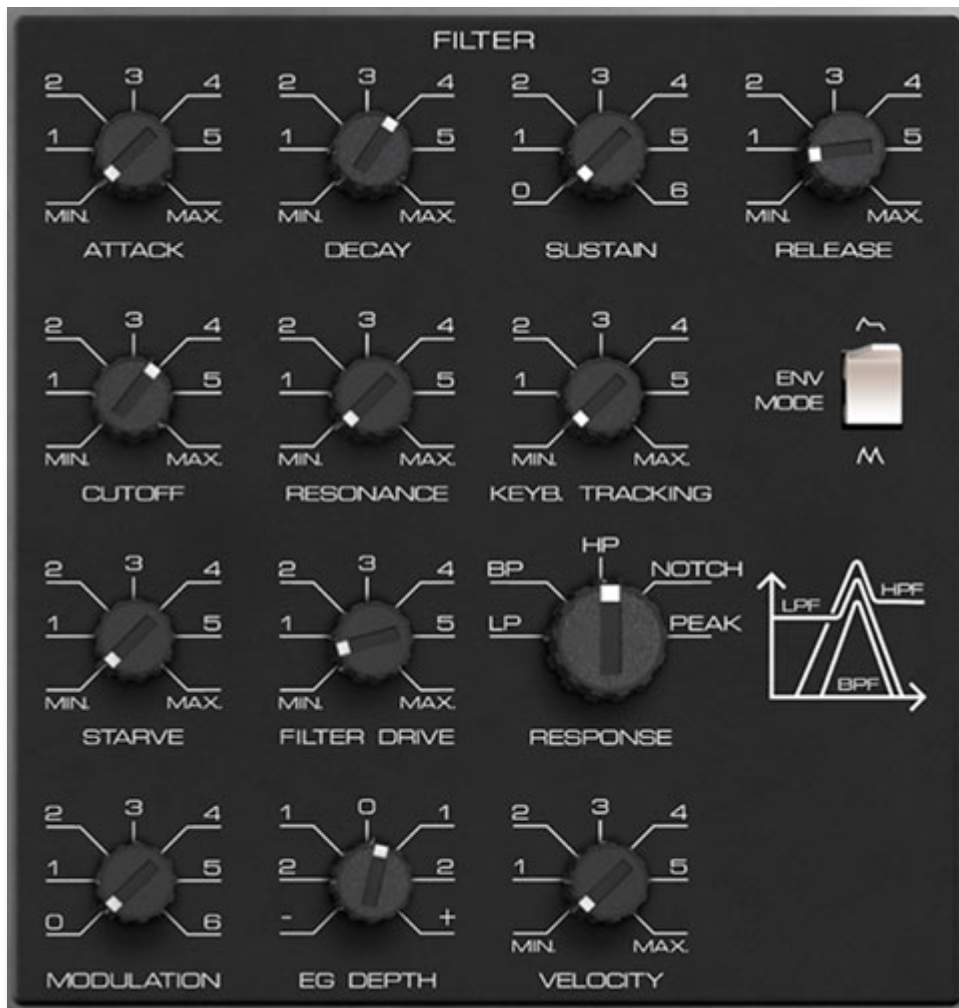 FILTER
2 3 4 2 3 4 2 3 4 2 3 4
1 5 1 5 1 5 1 5
MIN. MAX. MIN. MAX. 0 6 MIN. MAX.
ATTACK DECAY SUSTAIN RELEASE
2 3 4 2 3 4 2 3 4
1 5 1 5 1 5 ENV
MODE
MIN. MAX. MIN. MAX. MIN. MAX.
CUTOFF RESONANCE KEYB. TRACKING
2 3 4 2 3 4 BP HP NOTCH
LPF HPF
1 5 1 5 LP PEAK
MIN. MAX. MIN. MAX. BPF
STARVE FILTER DRIVE RESPONSE
2 3 4 1 0 1 2 3 4
1 5 2 2 1 5
0 6 - + MIN. MAX.
MODULATION EG DEPTH VELOCITY